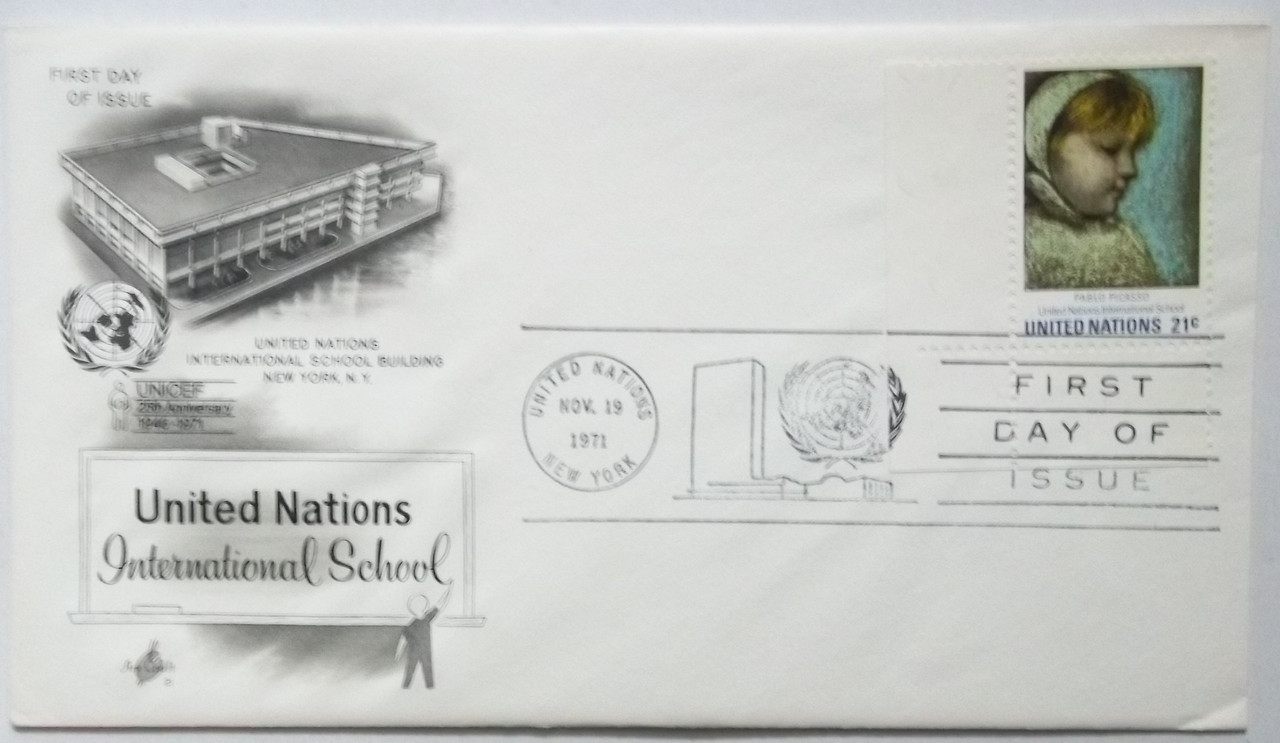 FIRST DAY
OF ISSUE
UNITED NATIONS
INTERNATIONAL SCHOOL BUILDING
NEW YORK, N.Y.
UNICEF
25th Anniversary
1946-1971
United Nations
International School
PABLO PICASSO
United Nations International School
UNITED NATIONS 21c
UNITED NATIONS
NOV. 19
1971
NEW YORK
FIRST
DAY OF
ISSUE